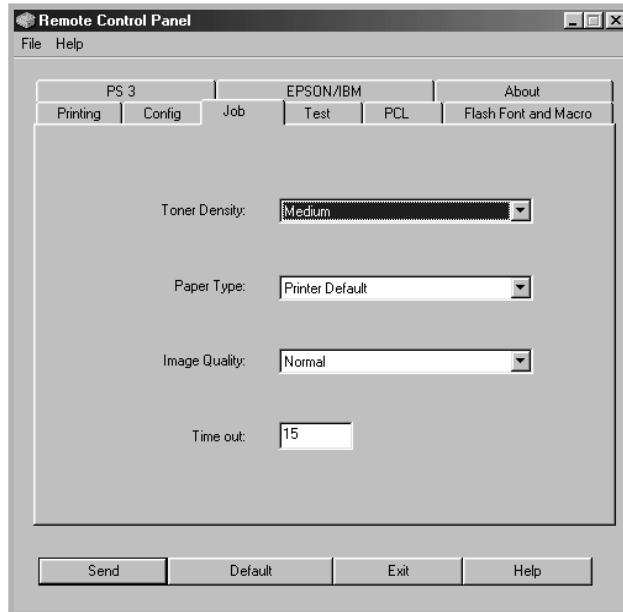 Remote Control Panel
File Help
PS 3 EPSON/IBM About
Printing Config Job Test PCL Flash Font and Macro
Toner Density: Medium
Paper Type: Printer Default
Image Quality: Normal
Time out: 15
Send Default Exit Help